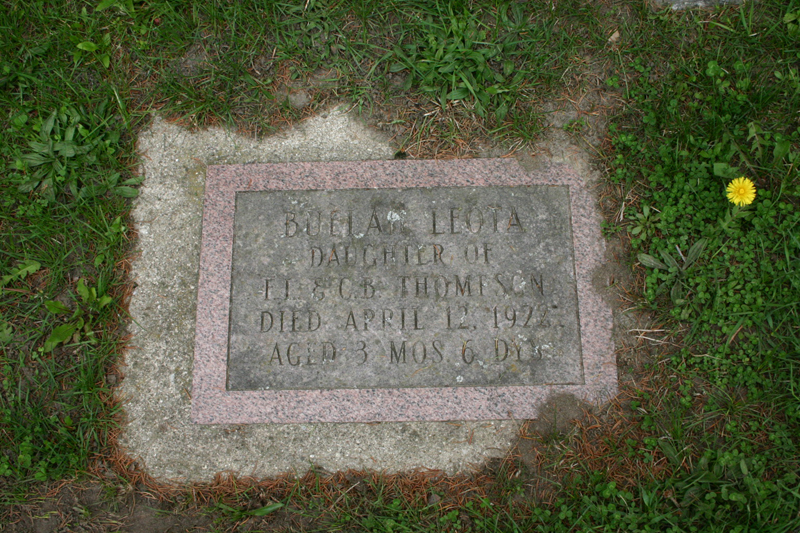 BUELAH LEOTA
DAUGHTER OF
& C.B. THOMPSON
DIED APRIL 12, 1922
AGED 3 MOS 6 DYS